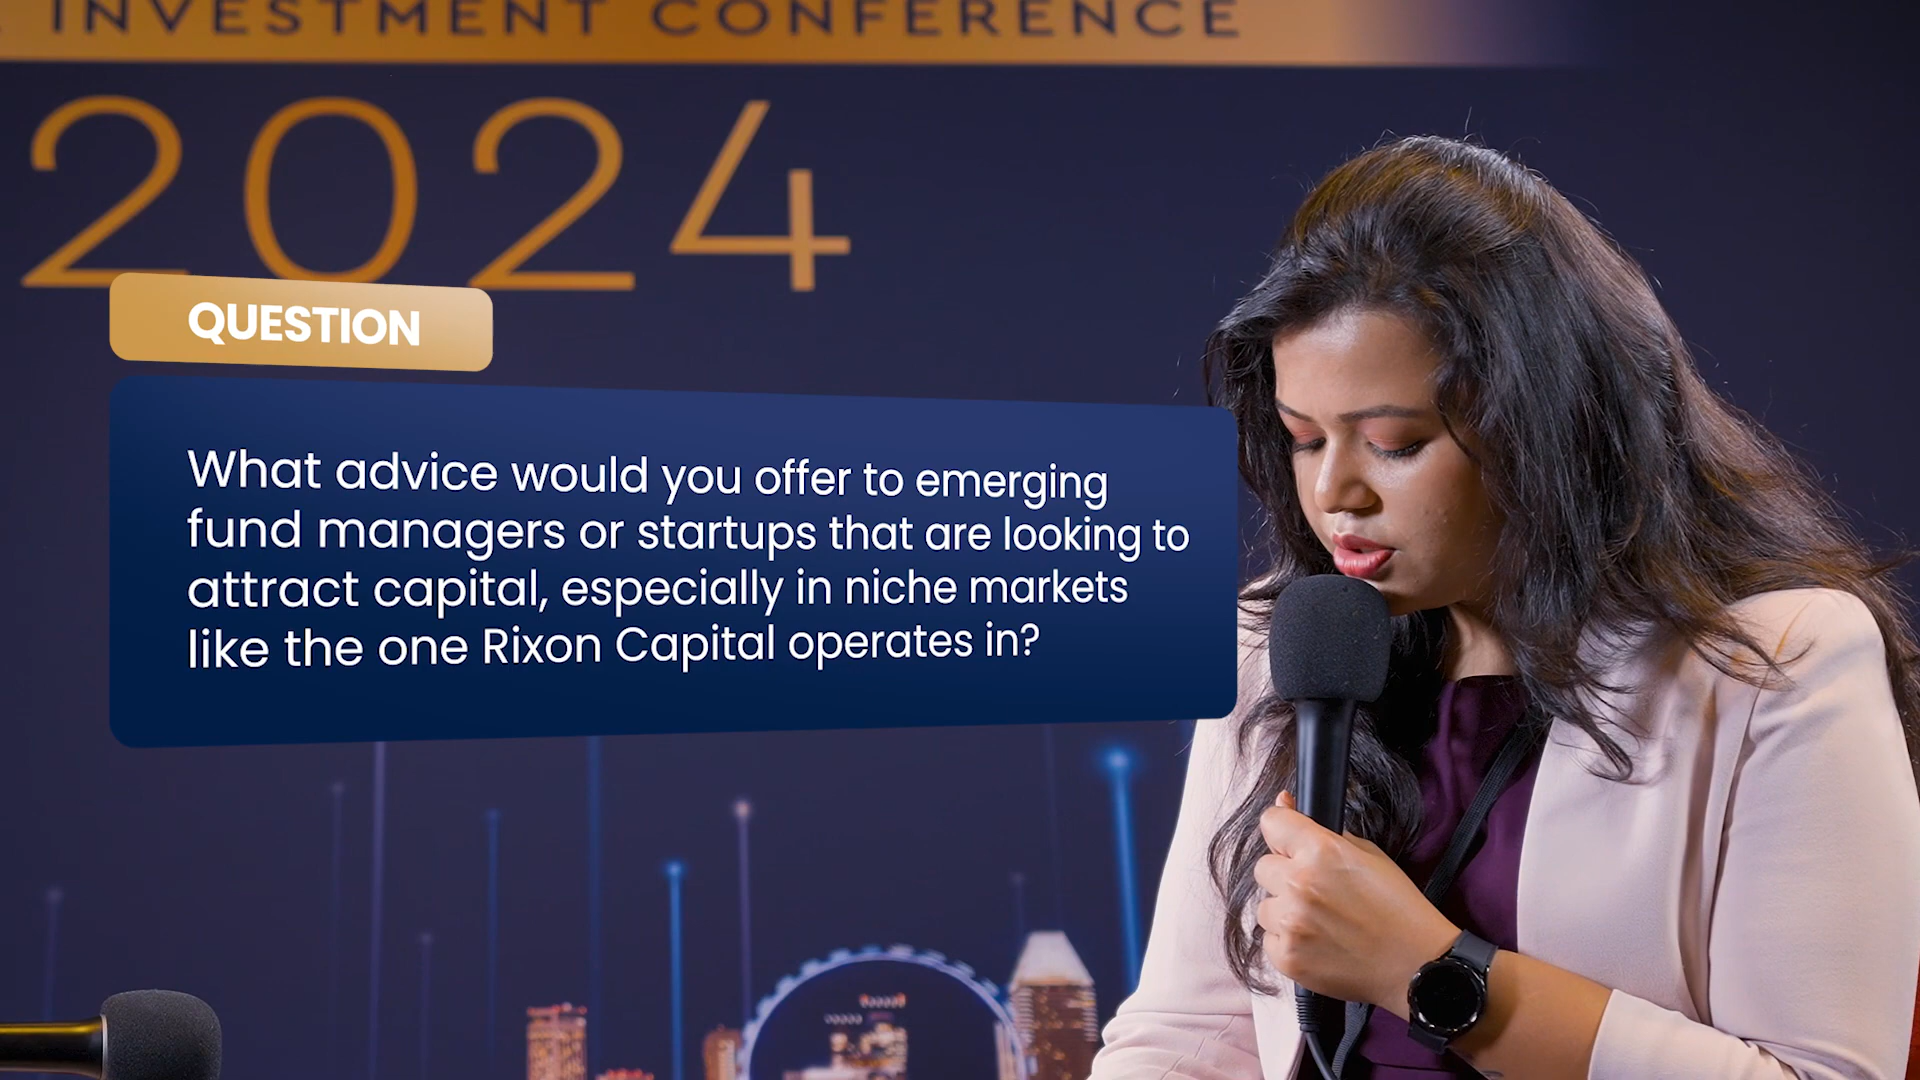 INVESTMENT CONFERENCE
2024
QUESTION
What advice would you offer to emerging
fund managers or startups that are looking to
attract capital, especially in niche markets
like the one Rixon Capital operates in?